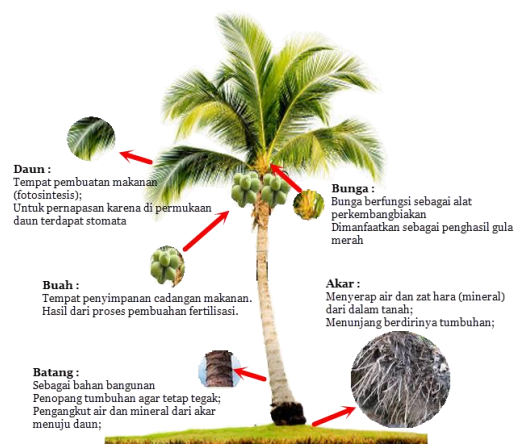 Daun :
Tempat pembuatan makanan
(fotosintesis);
Untuk pernapasan karena di permukaan
daun terdapat stomata
Bunga :
Bunga berfungsi sebagai alat
perkembangbiakan
Dimanfaatkan sebagai penghasil gula
merah
Buah :
Tempat penyimpanan cadangan makanan.
Hasil dari proses pembuahan fertilisasi.
Akar :
Menyerap air dan zat hara (mineral)
dari dalam tanah;
Menunjang berdirinya tumbuhan;
Batang :
Sebagai bahan bangunan
Penopang tumbuhan agar tetap tegak;
Pengangkut air dan mineral dari akar
menuju daun;